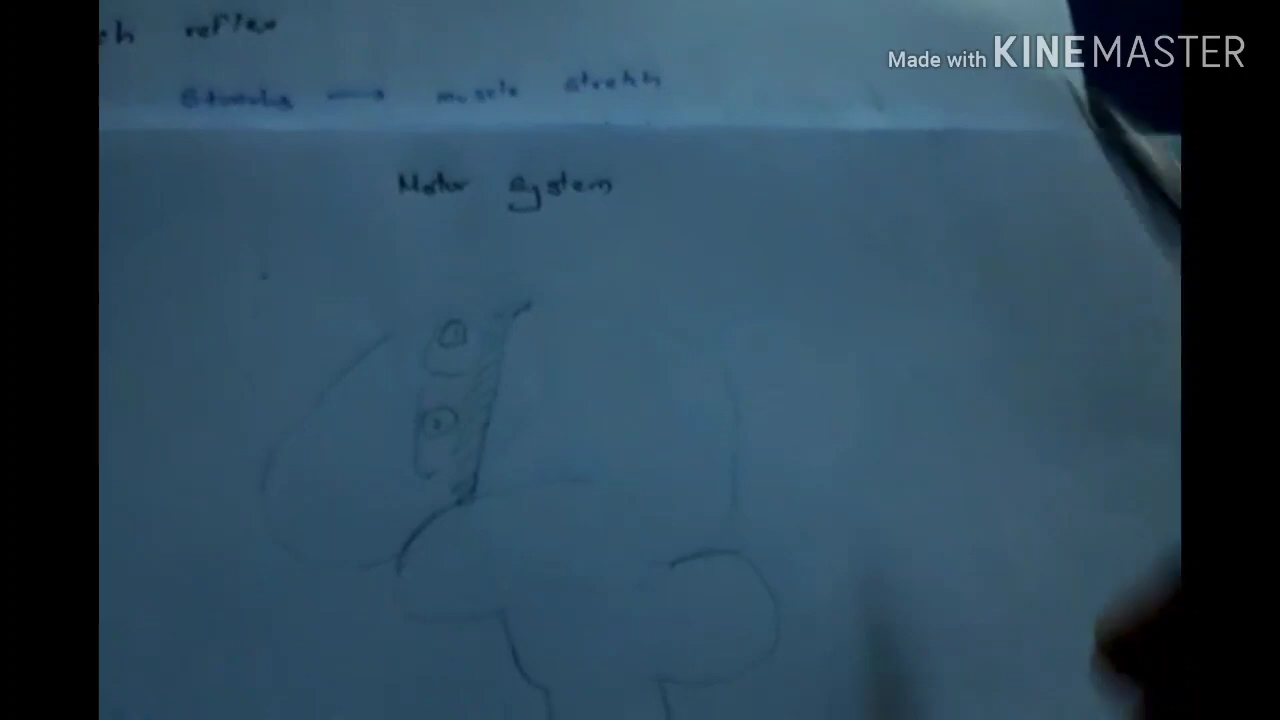 reflex
Made with KINEMASTER
Stimulus → muscle stretch
Motor System